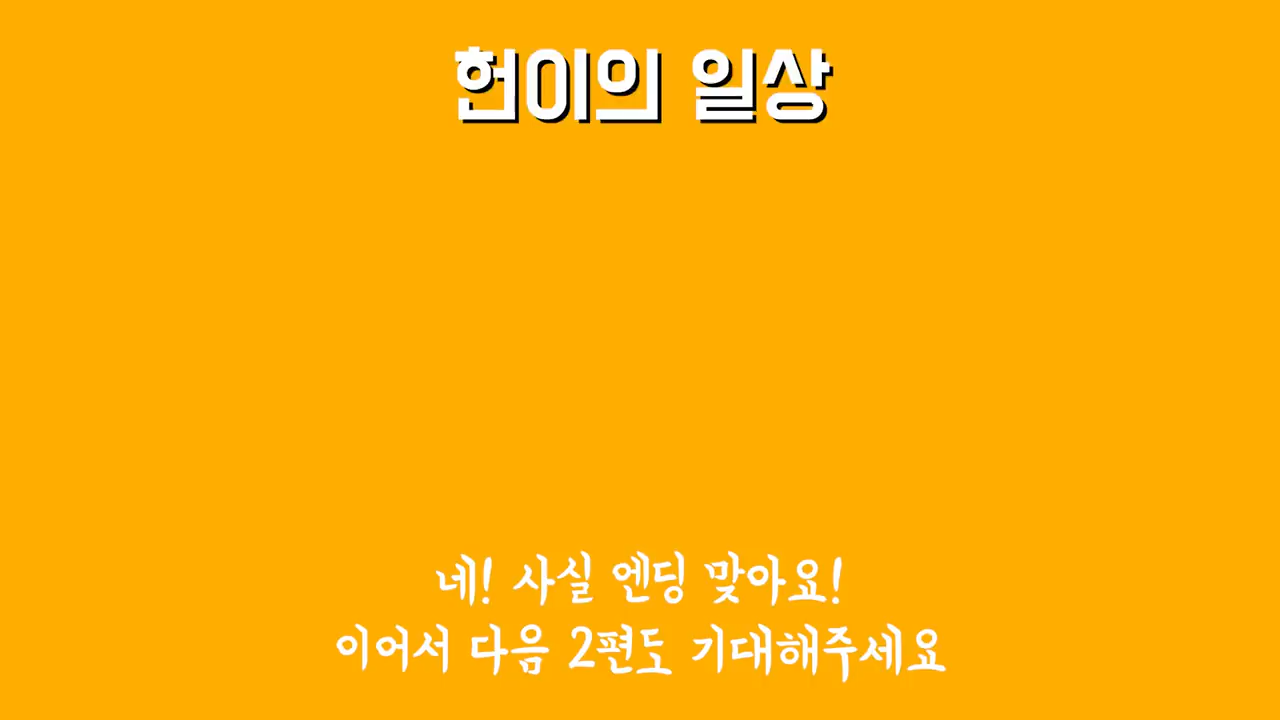 헌이의 일상
네! 사실 엔딩 맞아요!
이어서 다음 2편도 기대해주세요